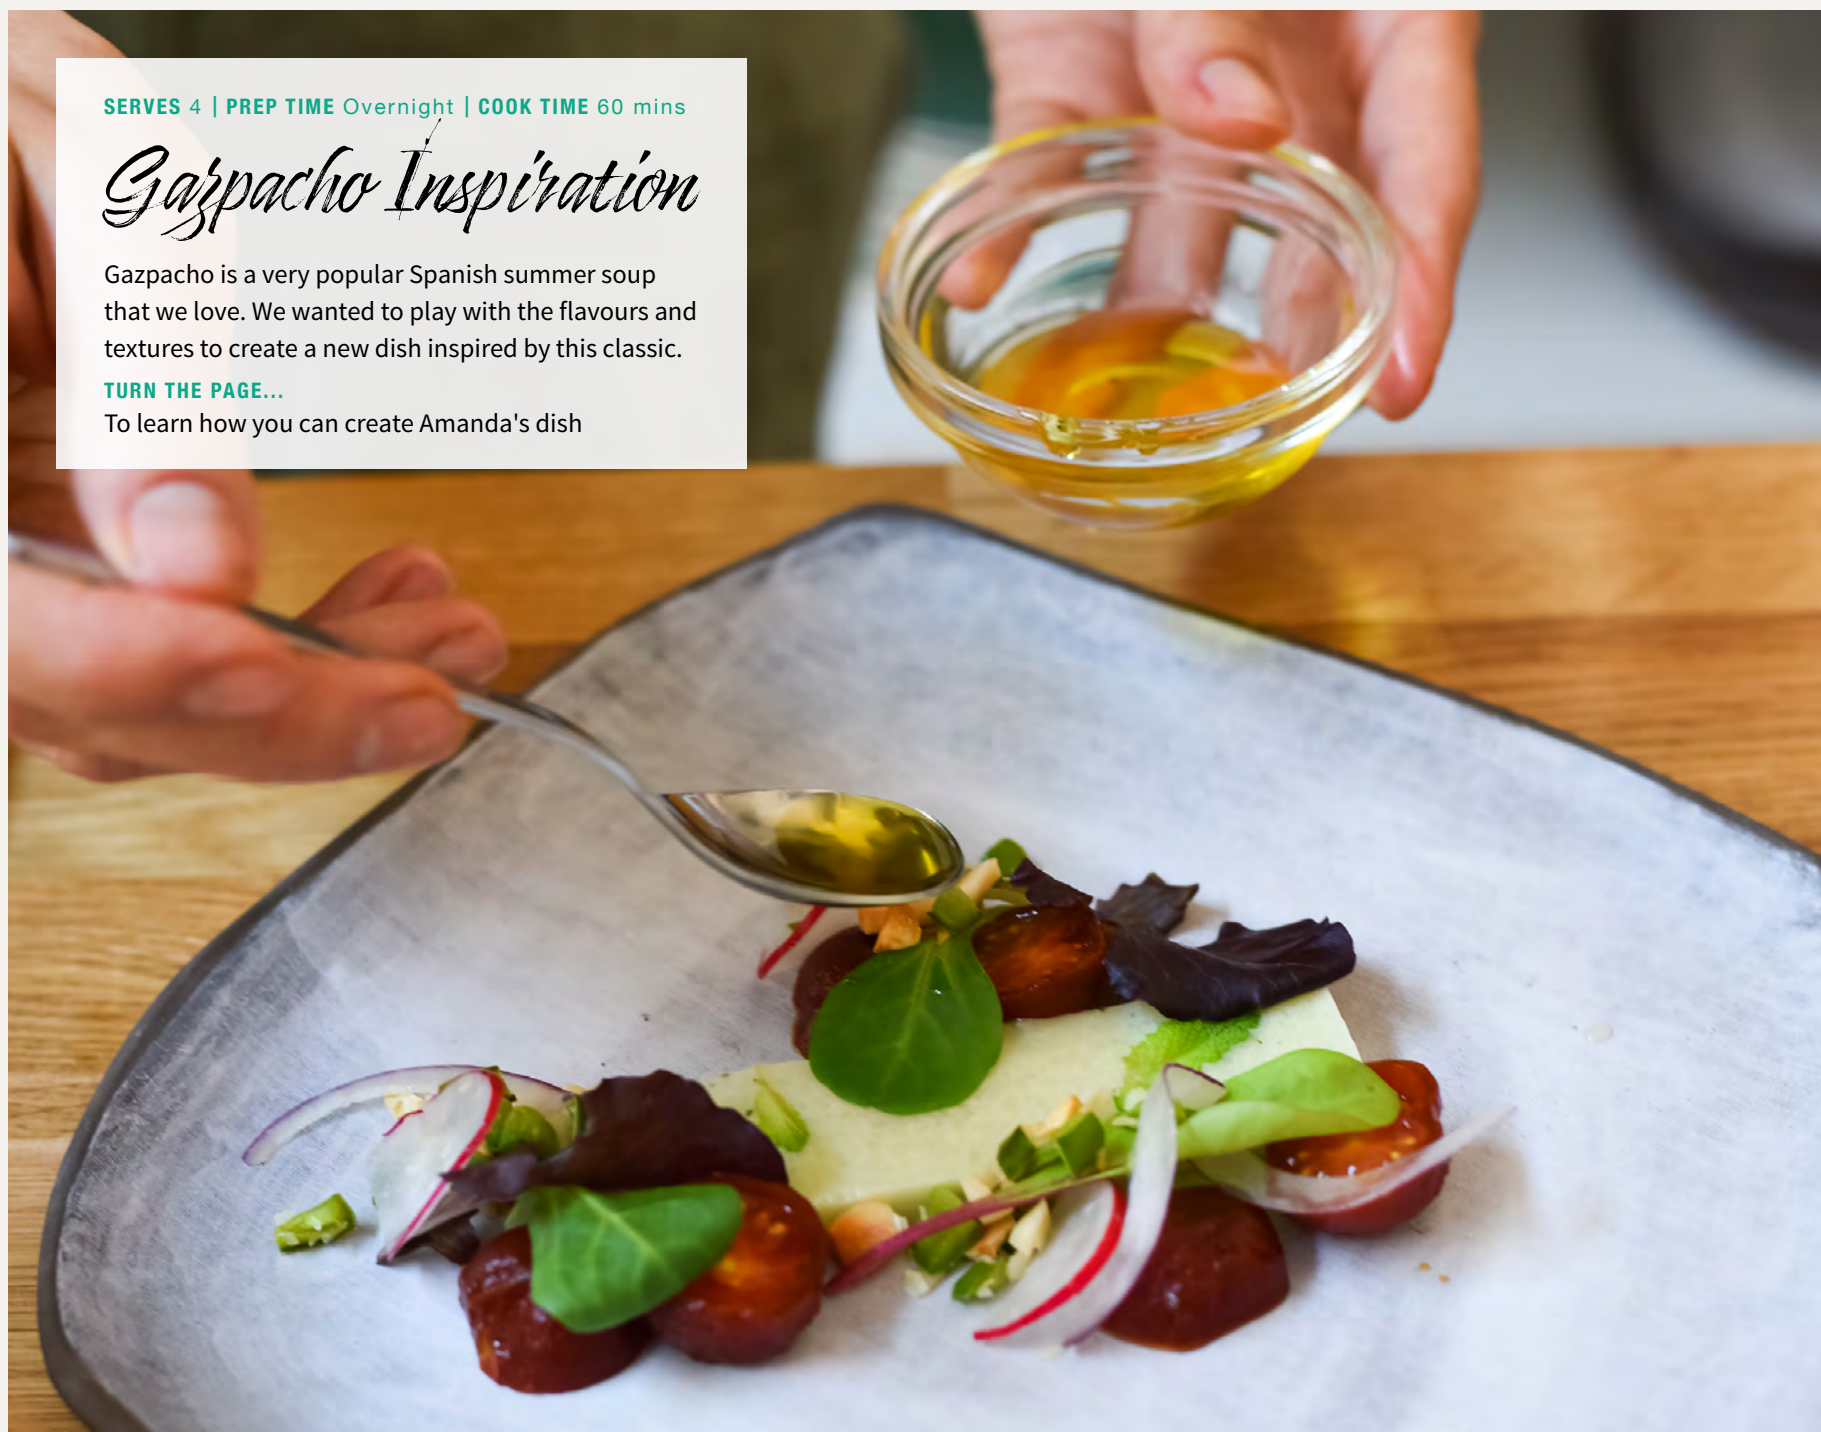 SERVES 4 | PREP TIME Overnight | COOK TIME 60 mins
Gazpacho Inspiration
Gazpacho is a very popular Spanish summer soup
that we love. We wanted to play with the flavours and
textures to create a new dish inspired by this classic.
TURN THE PAGE...
To learn how you can create Amanda's dish